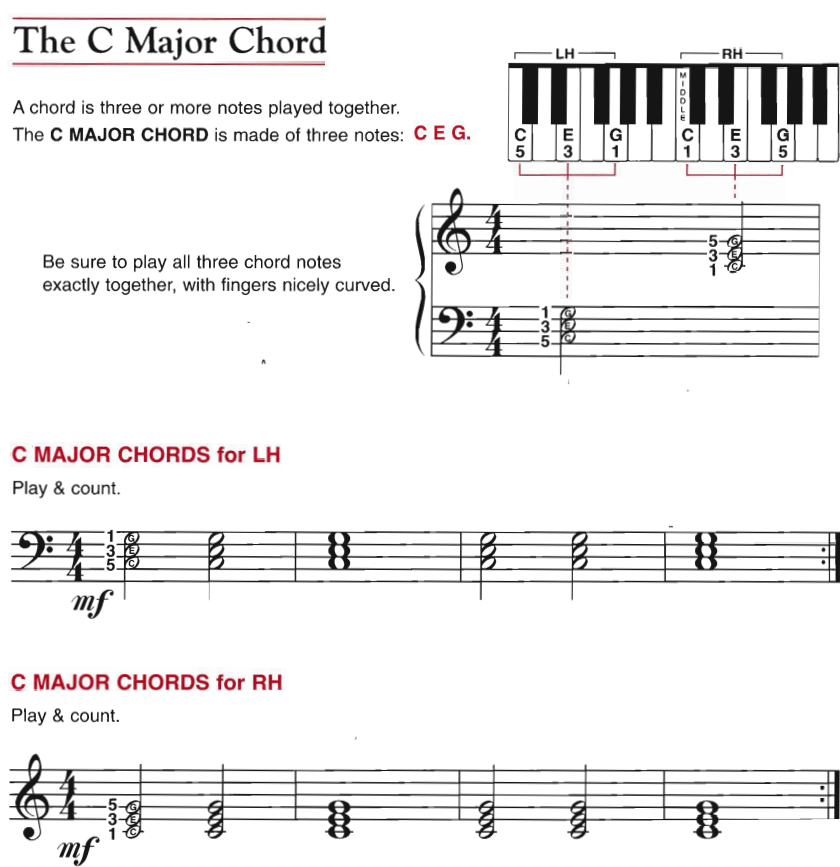 The C Major Chord
LH RH
A chord is three or more notes played together.
The C MAJOR CHORD is made of three notes: C E G.
MIDDLE
C E G C E G
5 3 1 1 3 5
5 G
3 E
1 C
Be sure to play all three chord notes
exactly together, with fingers nicely curved.
1 G
3 E
5 C
4
4
4
4
C MAJOR CHORDS for LH
Play & count.
4
4
1 G
3 E
5 C
mf
C MAJOR CHORDS for RH
Play & count.
4
4
5 G
3 E
1 C
mf